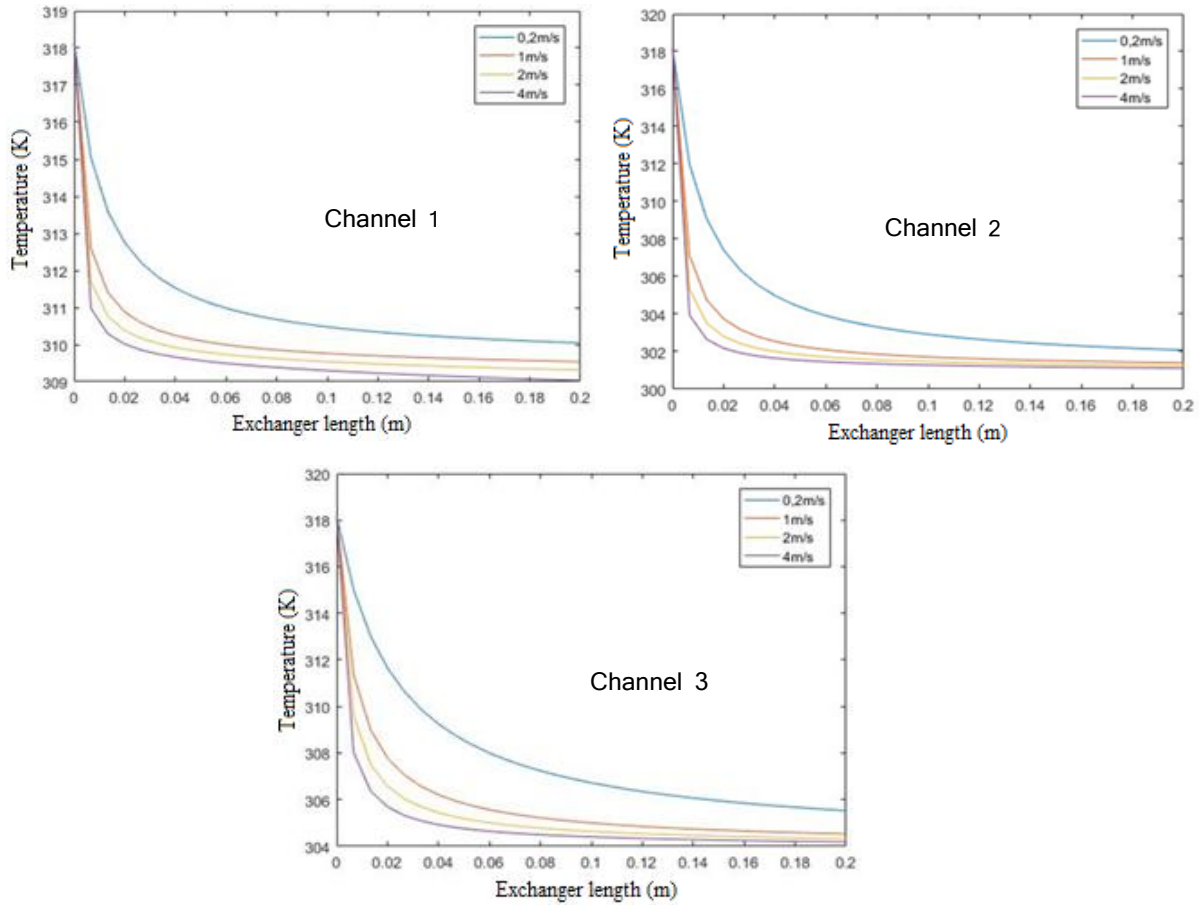 319
318
317
316
315
314
313
312
311
310
309
Temperature (K)
0,2m/s
1m/s
2m/s
4m/s
Channel 1
0 0.02 0.04 0.06 0.08 0.1 0.12 0.14 0.16 0.18 0.2
Exchanger length (m)
320
318
316
314
312
310
308
306
304
302
300
Temperature (K)
0,2m/s
1m/s
2m/s
4m/s
Channel 2
0 0.02 0.04 0.06 0.08 0.1 0.12 0.14 0.16 0.18 0.2
Exchanger length (m)
320
318
316
314
312
310
308
306
304
Temperature (K)
0,2m/s
1m/s
2m/s
4m/s
Channel 3
0 0.02 0.04 0.06 0.08 0.1 0.12 0.14 0.16 0.18 0.2
Exchanger length (m)